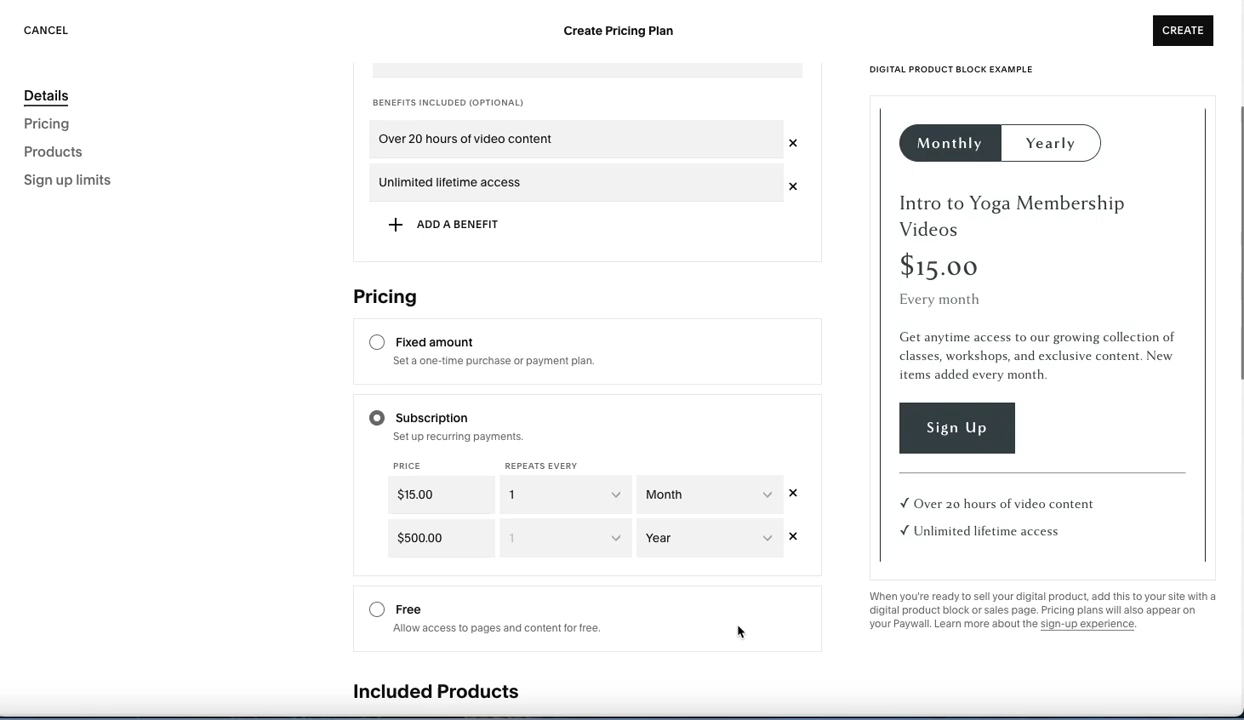 CANCEL
Create Pricing Plan
CREATE
Details
Pricing
Products
Sign up limits
BENEFITS INCLUDED (OPTIONAL)
Over 20 hours of video content
Unlimited lifetime access
ADD A BENEFIT
Pricing
Fixed amount
Set a one-time purchase or payment plan.
Subscription
Set up recurring payments.
PRICE REPEATS EVERY
$15.00 1 Month
$500.00 1 Year
Free
Allow access to pages and content for free.
Included Products
DIGITAL PRODUCT BLOCK EXAMPLE
Monthly Yearly
Intro to Yoga Membership
Videos
$15.00
Every month
Get anytime access to our growing collection of
classes, workshops, and exclusive content. New
items added every month.
Sign Up
✓ Over 20 hours of video content
✓ Unlimited lifetime access
When you're ready to sell your digital product, add this to your site with a
digital product block or sales page. Pricing plans will also appear on
your Paywall. Learn more about the sign-up experience.